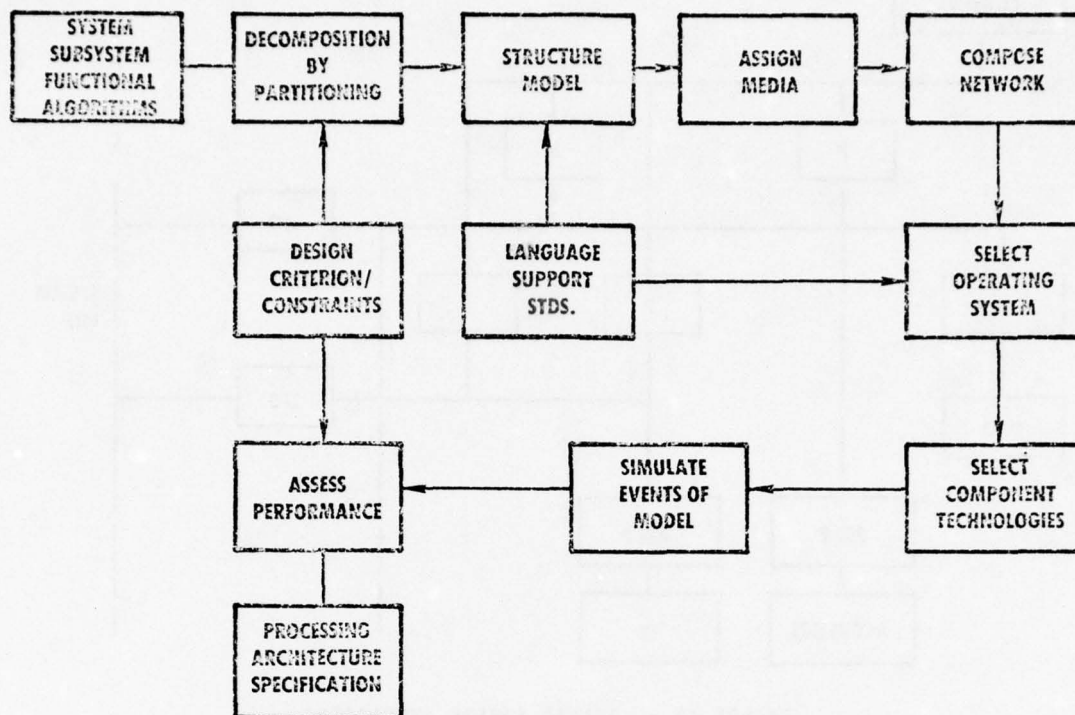 SYSTEM
SUBSYSTEM
FUNCTIONAL
ALGORITHMS
DECOMPOSITION
BY
PARTITIONING
STRUCTURE
MODEL
ASSIGN
MEDIA
COMPOSE
NETWORK
DESIGN
CRITERION/
CONSTRAINTS
LANGUAGE
SUPPORT
STDS.
SELECT
OPERATING
SYSTEM
ASSESS
PERFORMANCE
SIMULATE
EVENTS OF
MODEL
SELECT
COMPONENT
TECHNOLOGIES
PROCESSING
ARCHITECTURE
SPECIFICATION